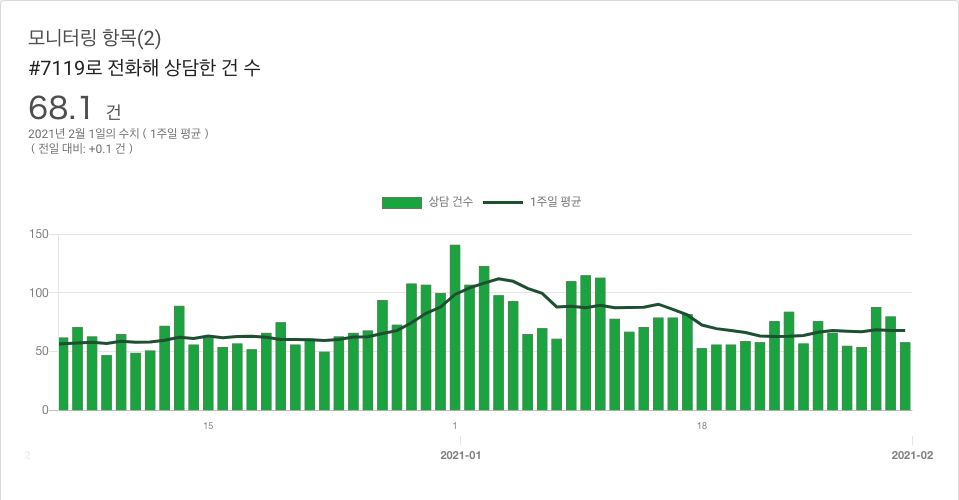 모니터링 항목(2)
#7119로 전화해 상담한 건 수
68.1 건
2021년 2월 1일의 수치 ( 1주일 평균 )
( 전일 대비: +0.1 건 )
상담 건수 1주일 평균
150
100
50
0
15 1 18
2 2021-01 2021-02